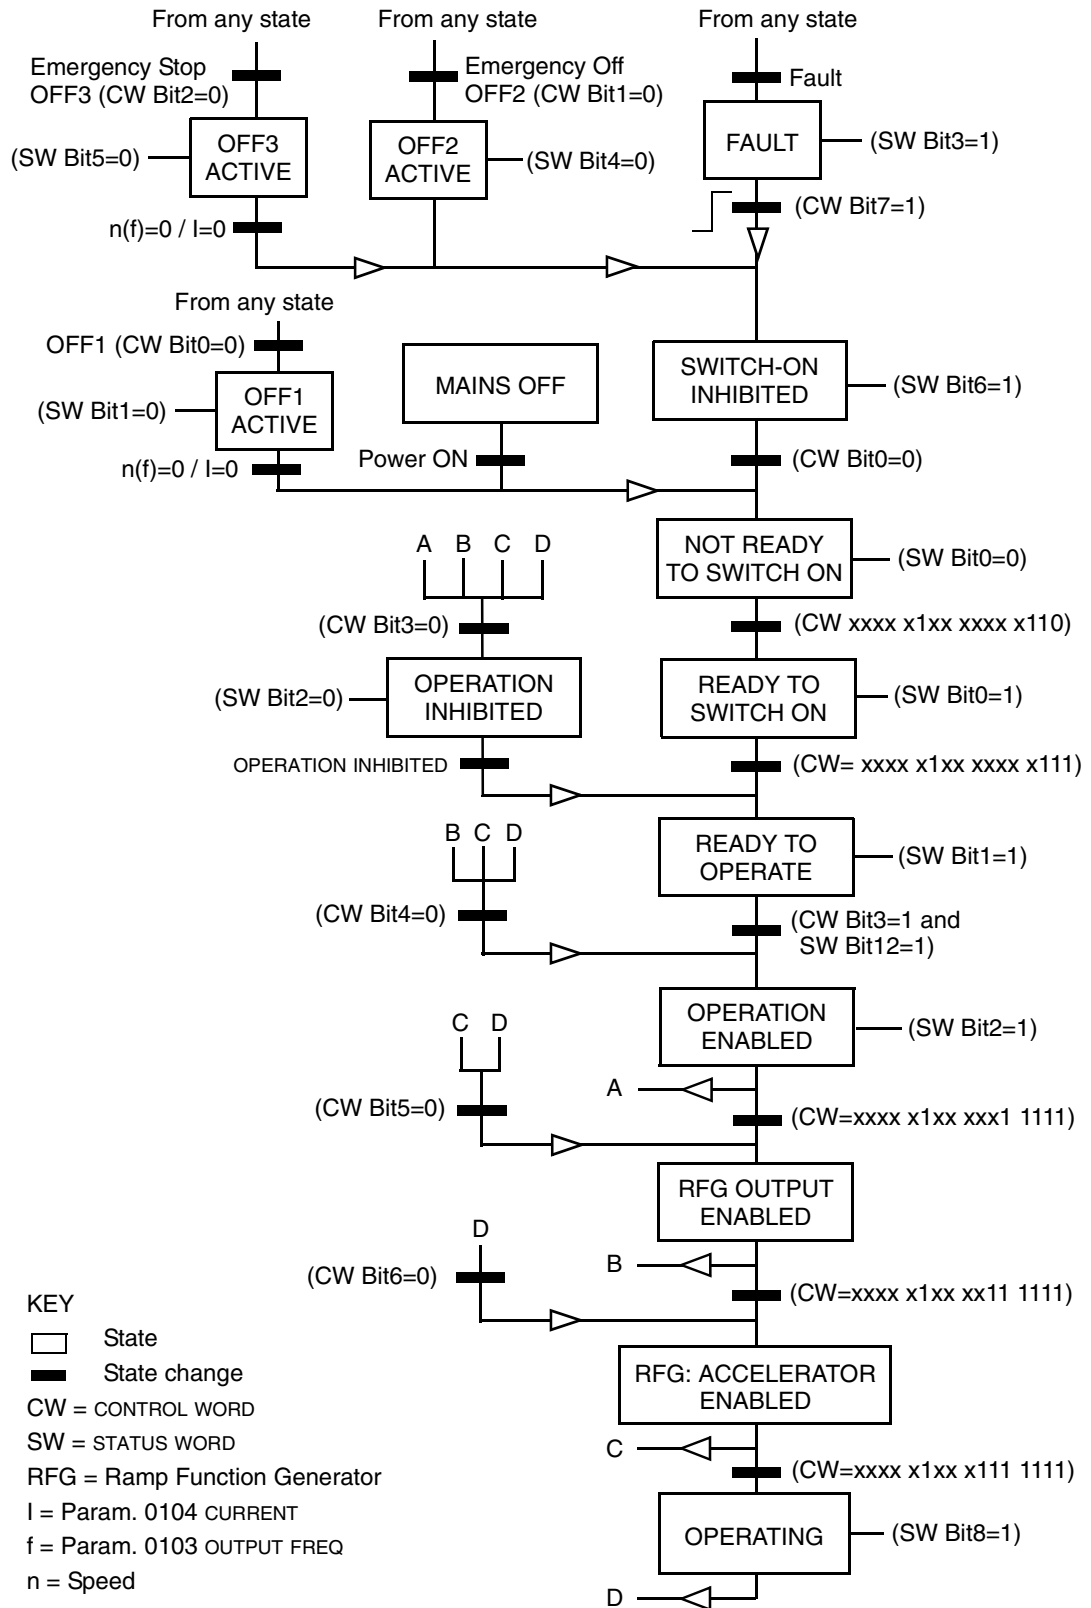 From any state
From any state
From any state
Emergency Stop
OFF3 (CW Bit2=0)
Emergency Off
OFF2 (CW Bit1=0)
Fault
(SW Bit5=0)
OFF3
ACTIVE
OFF2
ACTIVE
(SW Bit4=0)
FAULT
(SW Bit3=1)
n(f)=0 / I=0
(CW Bit7=1)
From any state
OFF1 (CW Bit0=0)
(SW Bit1=0)
OFF1
ACTIVE
MAINS OFF
SWITCH-ON
INHIBITED
(SW Bit6=1)
n(f)=0 / I=0
Power ON
(CW Bit0=0)
A B C D
NOT READY
TO SWITCH ON
(SW Bit0=0)
(CW Bit3=0)
(CW xxxx x1xx xxxx x110)
(SW Bit2=0)
OPERATION
INHIBITED
READY TO
SWITCH ON
(SW Bit0=1)
OPERATION INHIBITED
(CW= xxxx x1xx xxxx x111)
B C D
READY TO
OPERATE
(SW Bit1=1)
(CW Bit4=0)
(CW Bit3=1 and
SW Bit12=1)
C D
OPERATION
ENABLED
(SW Bit2=1)
A
(CW Bit5=0)
(CW=xxxx x1xx xxx1 1111)
RFG OUTPUT
ENABLED
D
B
(CW Bit6=0)
(CW=xxxx x1xx xx11 1111)
RFG: ACCELERATOR
ENABLED
C
(CW=xxxx x1xx x111 1111)
OPERATING
(SW Bit8=1)
D
KEY
State
State change
CW = CONTROL WORD
SW = STATUS WORD
RFG = Ramp Function Generator
I = Param. 0104 CURRENT
f = Param. 0103 OUTPUT FREQ
n = Speed